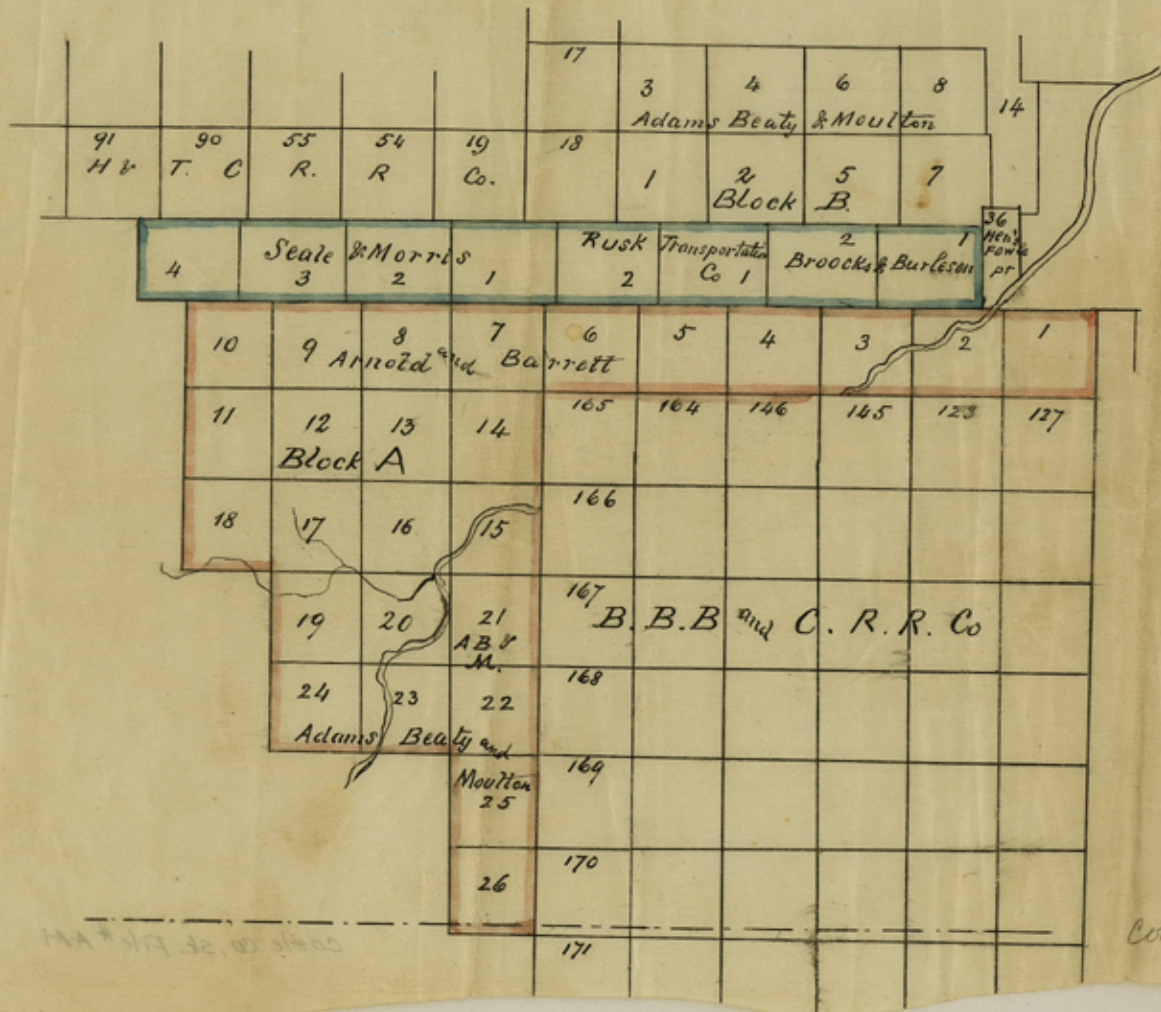 17
3 4 6 8
14
Adams Beaty & Moulton
91 90 55 54 19 18
H & T. C R. R Co.
1 2 5 7
Block B.
36
Seale & Morris
4 3 2 1
Rusk Transportation
2 Co 1
2 1
Broocks & Burleson
10 9 8 7 6 5 4 3 2 1
Arnold and Barrett
11 12 13 14
165 164 146 145 123 127
Block A
18 17 16 15
166
167
19 20 21
B. B. B and C. R. R. Co
A B &
M.
168
24 23 22
Adams Beaty and
169
Moulton
25
170
26
171